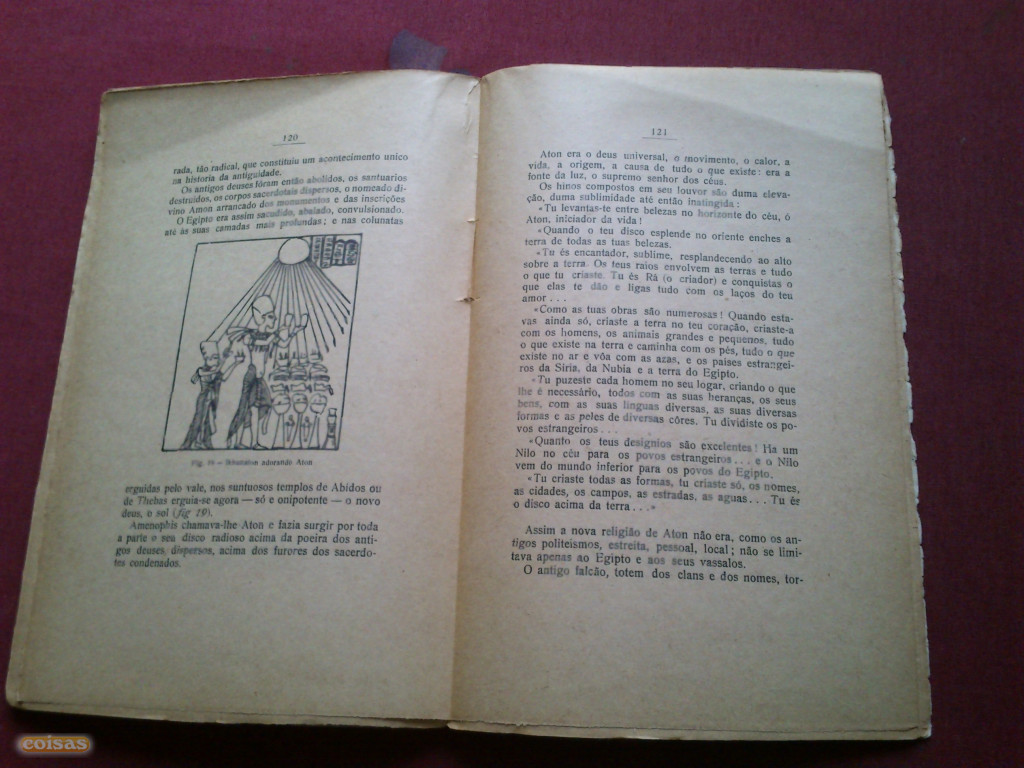 120
rada, tão radical, que constituiu um acontecimento unico
na historia da antiguidade.
Os antigos deuses fôram então abolidos, os santuarios
destruidos, os corpos sacerdotais dispersos, o nomeado di-
vino Amon arrancado dos monumentos e das inscrições
O Egipto era assim sacudido, abalado, convulsionado.
até às suas camadas mais profundas; e nas colunatas
Fig. 19 — Ikhunaton adorando Aton
erguidas pelo vale, nos suntuosos templos de Abidos ou
de Thebas erguia-se agora — só e onipotente — o novo
deus, o sol (fig 19).
Amenophis chamava-lhe Aton e fazia surgir por toda
a parte o seu disco radioso acima da poeira dos anti-
gos deuses, dispersos, acima dos furores dos sacerdo-
tes condenados.
121
Aton era o deus universal, o movimento, o calor, a
vida, a origem, a causa de tudo o que existe: era a
fonte da luz, o supremo senhor dos céus.
Os hinos compostos em seu louvor são duma eleva-
ção, duma sublimidade até então inatingida:
«Tu levantas-te entre belezas no horizonte do céu, ó
Aton, iniciador da vida!
«Quando o teu disco esplende no oriente enches a
terra de todas as tuas belezas.
«Tu és encantador, sublime, resplandecendo ao alto
sobre a terra. Os teus raios envolvem as terras e tudo
o que tu criaste. Tu és Râ (o criador) e conquistas o
que elas te dão e ligas tudo com os laços do teu
amor . . .
«Como as tuas obras são numerosas! Quando esta-
vas ainda só, criaste a terra no teu coração, criaste-a
com os homens, os animais grandes e pequenos, tudo
o que existe na terra e caminha com os pés, tudo o que
existe no ar e vôa com as azas, e os paises estrangei-
ros da Siria, da Nubia e a terra do Egipto.
«Tu puzeste cada homem no seu logar, criando o que
lhe é necessário, todos com as suas heranças, os seus
bens, com as suas linguas diversas, as suas diversas
formas e as peles de diversas côres. Tu dividiste os po-
vos estrangeiros . . .
«Quanto os teus designios são excelentes! Ha um
Nilo no céu para os povos estrangeiros . . . e o Nilo
vem do mundo inferior para os povos do Egipto.
«Tu criaste todas as formas, tu criaste só, os nomes,
as cidades, os campos, as estradas, as aguas . . . Tu és
o disco acima da terra . . .»
Assim a nova religião de Aton não era, como os an-
tigos politeismos, estreita, pessoal, local; não se limi-
tava apenas ao Egipto e aos seus vassalos.
O antigo falcão, totem dos clans e dos nomes, tor-
coisas